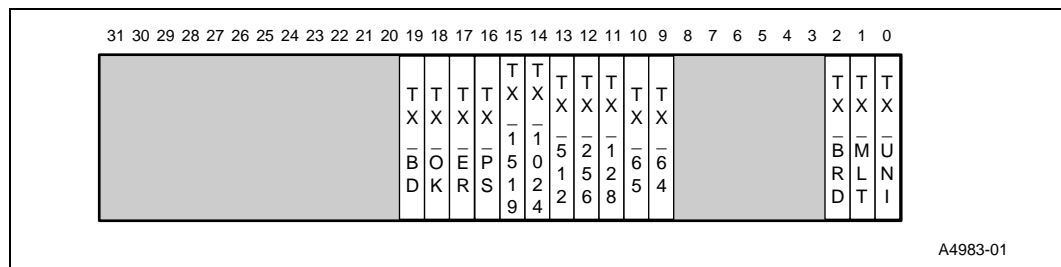 31 30 29 28 27 26 25 24 23 22 21 20 19 18 17 16 15 14 13 12 11 10 9 8 7 6 5 4 3 2 1 0
TX_BD
TX_OK
TX_ER
TX_PS
TX_1519
TX_1024
TX_512
TX_256
TX_128
TX_65
TX_64
TX_BRD
TX_MLT
TX_UNI
A4983-01